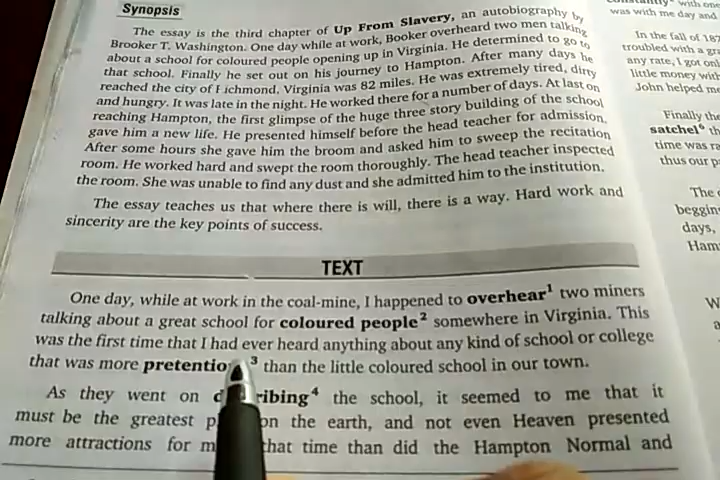 Synopsis
The essay is the third chapter of Up From Slavery, an autobiography by
Brooker T. Washington. One day while at work, Booker overheard two men talking
about a school for coloured people opening up in Virginia. He determined to go to
that school. Finally he set out on his journey to Hampton. After many days he
reached the city of Richmond, Virginia was 82 miles. He was extremely tired, dirty
and hungry. It was late in the night. He worked there for a number of days. At last on
reaching Hampton, the first glimpse of the huge three story building of the school
gave him a new life. He presented himself before the head teacher for admission,
After some hours she gave him the broom and asked him to sweep the recitation
room. He worked hard and swept the room thoroughly. The head teacher inspected
the room. She was unable to find any dust and she admitted him to the institution.
The essay teaches us that where there is will, there is a way. Hard work and
sincerity are the key points of success.
TEXT
One day, while at work in the coal-mine, I happened to overhear¹ two miners
talking about a great school for coloured people² somewhere in Virginia. This
was the first time that I had ever heard anything about any kind of school or college
that was more ³ than the little coloured school in our town.
As they went on the school, it seemed to me that it
must be the greatest on the earth, and not even Heaven presented
more attractions for that time than did the Hampton Normal and
with one
was with me day and
In the fall of 187
troubled with a
any rate, I got
little money with
John helped me
Finally the
satchel⁶
time was
thus our
The
days,